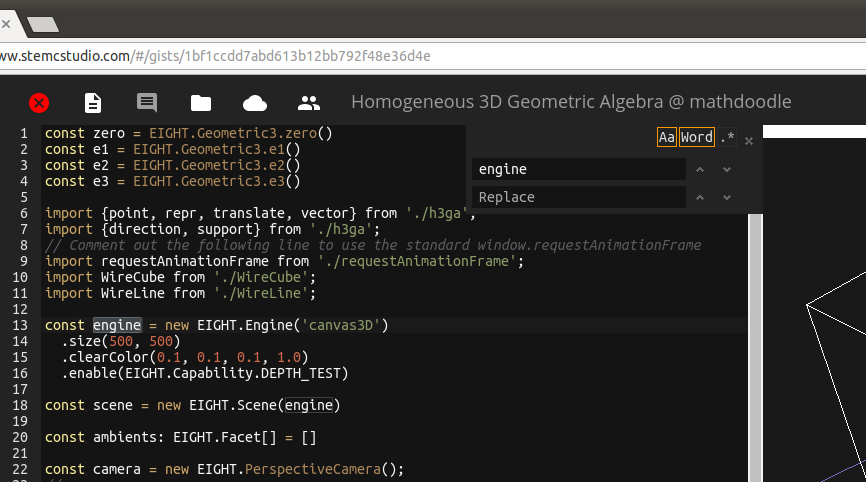 ww.stemcstudio.com/#/gists/1bf1ccdd7abd613b12bb792f48e36d4e
Homogeneous 3D Geometric Algebra @ mathdoodle
Aa Word .*
engine
Replace
1 const zero = EIGHT.Geometric3.zero()
2 const e1 = EIGHT.Geometric3.e1()
3 const e2 = EIGHT.Geometric3.e2()
4 const e3 = EIGHT.Geometric3.e3()
5
6 import {point, repr, translate, vector} from './h3ga';
7 import {direction, support} from './h3ga';
8 // Comment out the following line to use the standard window.requestAnimationFrame
9 import requestAnimationFrame from './requestAnimationFrame';
10 import WireCube from './WireCube';
11 import WireLine from './WireLine';
12
13 const engine = new EIGHT.Engine('canvas3D')
14 .size(500, 500)
15 .clearColor(0.1, 0.1, 0.1, 1.0)
16 .enable(EIGHT.Capability.DEPTH_TEST)
17
18 const scene = new EIGHT.Scene(engine)
19
20 const ambients: EIGHT.Facet[] = []
21
22 const camera = new EIGHT.PerspectiveCamera();